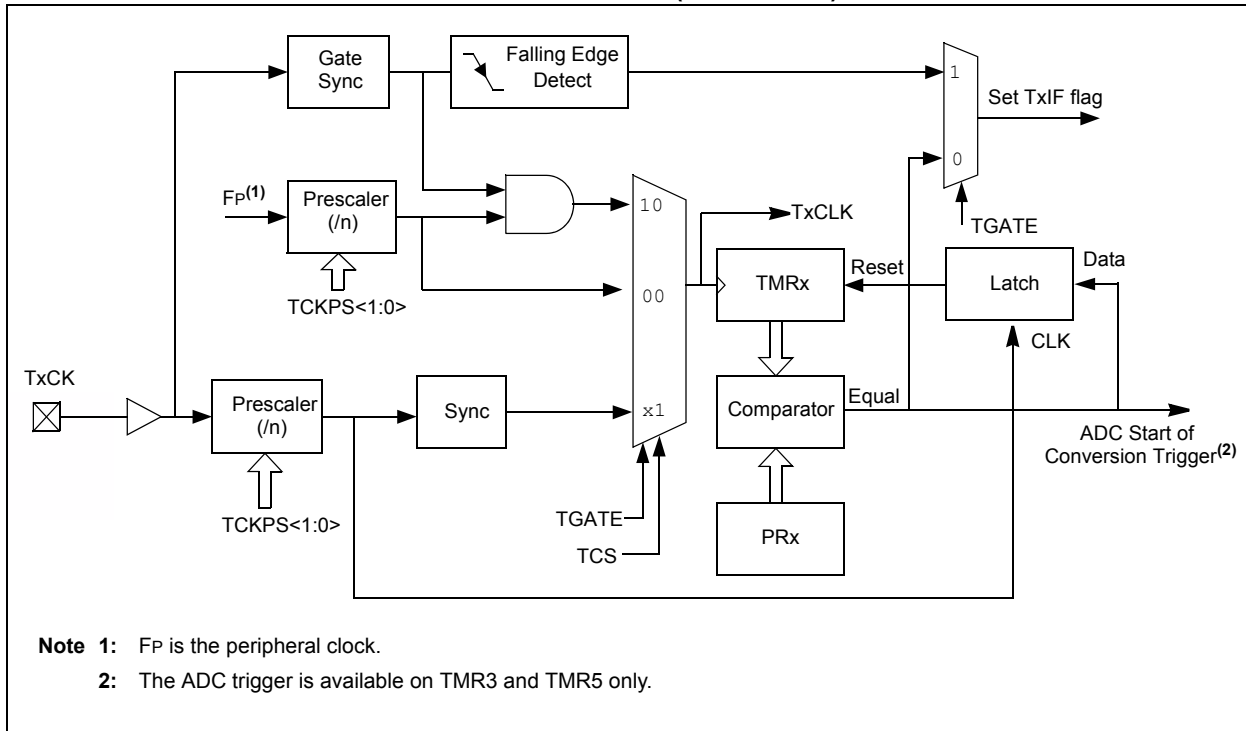 Gate
Sync
Falling Edge
Detect
1
Set TxIF flag
0
FP(1)
Prescaler
(/n)
10
TxCLK
TGATE
TCKPS<1:0>
00
TMRx
Reset
Latch
Data
CLK
TxCK
Prescaler
(/n)
Sync
x1
Comparator
Equal
ADC Start of
Conversion Trigger(2)
TCKPS<1:0>
TGATE
TCS
PRx
Note 1: FP is the peripheral clock.
2: The ADC trigger is available on TMR3 and TMR5 only.